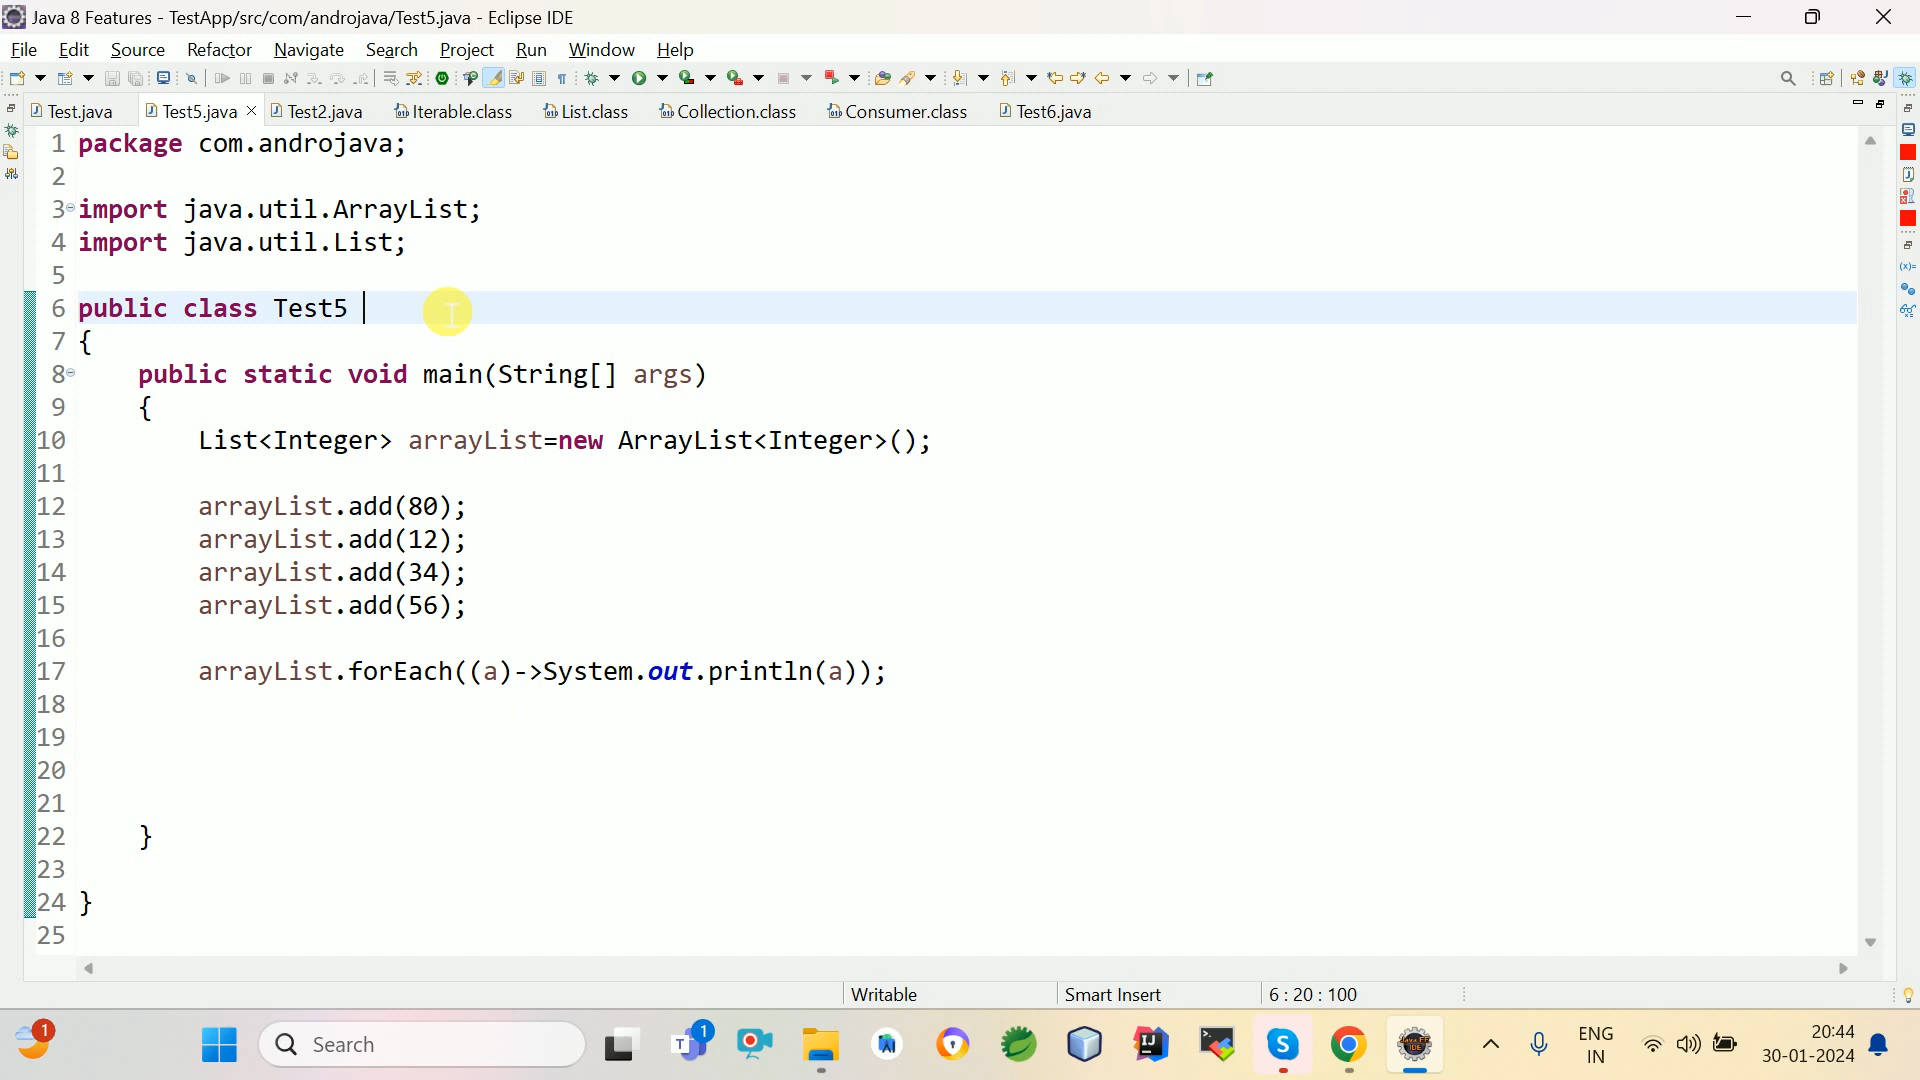 Java 8 Features - TestApp/src/com/androjava/Test5.java - Eclipse IDE
File Edit Source Refactor Navigate Search Project Run Window Help
Test.java Test5.java Test2.java Iterable.class List.class Collection.class Consumer.class Test6.java
1 package com.androjava;
2
3 import java.util.ArrayList;
4 import java.util.List;
5
6 public class Test5
7 {
8 public static void main(String[] args)
9 {
10 List<Integer> arrayList=new ArrayList<Integer>();
11
12 arrayList.add(80);
13 arrayList.add(12);
14 arrayList.add(34);
15 arrayList.add(56);
16
17 arrayList.forEach((a)->System.out.println(a));
18
19
20
21
22 }
23
24 }
25
Writable Smart Insert 6 : 20 : 100
1 Search 1 ENG 20:44
IN 30-01-2024